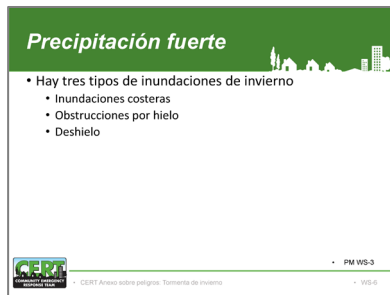 Precipitación fuerte
• Hay tres tipos de inundaciones de invierno
• Inundaciones costeras
• Obstrucciones por hielo
• Deshielo
• PM WS-3
CERT
COMMUNITY EMERGENCY
RESPONSE TEAM
• CERT Anexo sobre peligros: Tormenta de invierno
• WS-6